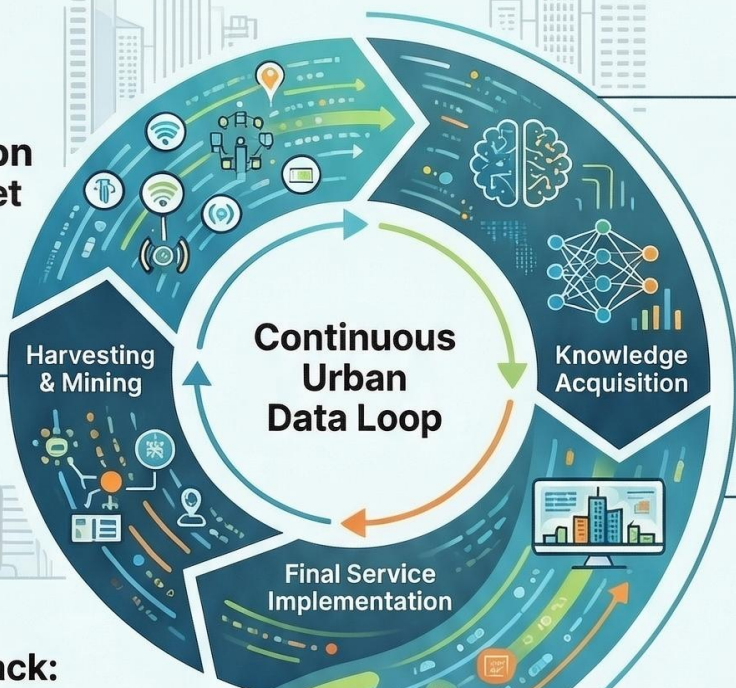 on
et
Continuous
Urban
Data Loop
Harvesting
& Mining
Knowledge
Acquisition
Final Service
Implementation
ack: